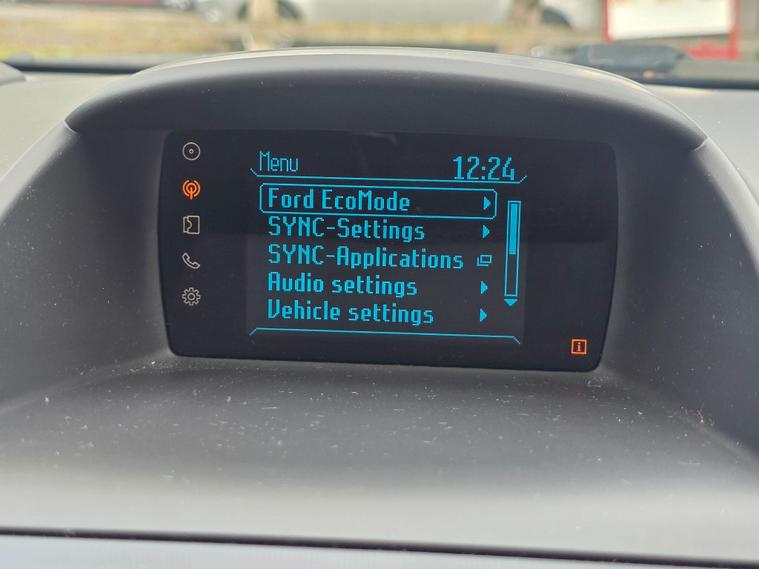 Menu 12:24
Ford EcoMode
SYNC-Settings
SYNC-Applications
Audio settings
Vehicle settings
i